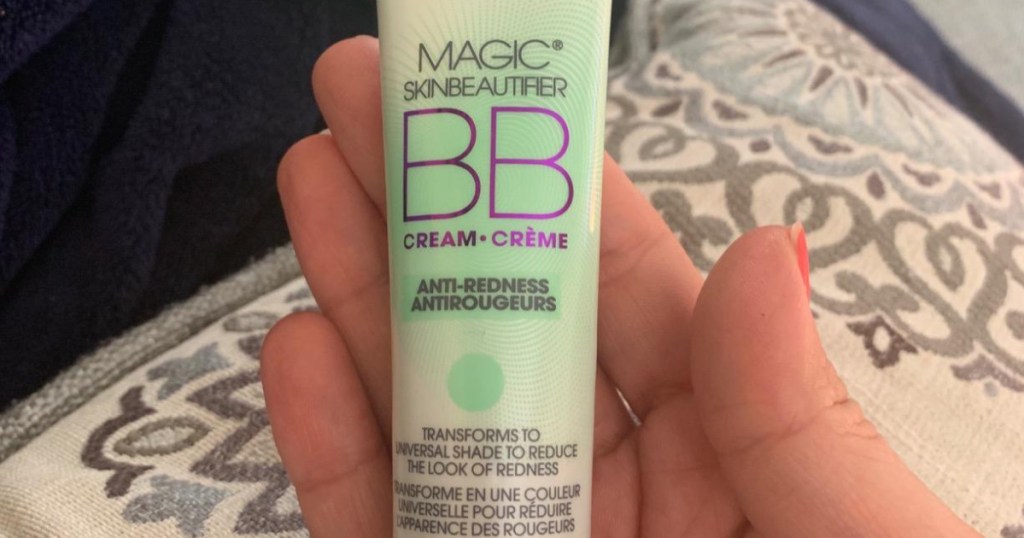 MAGIC®
SKINBEAUTIFIER
BB
CREAM • CRÈME
ANTI-REDNESS
ANTIROUGEURS
TRANSFORMS TO
UNIVERSAL SHADE TO REDUCE
THE LOOK OF REDNESS
TRANSFORME EN UNE COULEUR
UNIVERSELLE POUR RÉDUIRE
L'APPARENCE DES ROUGEURS